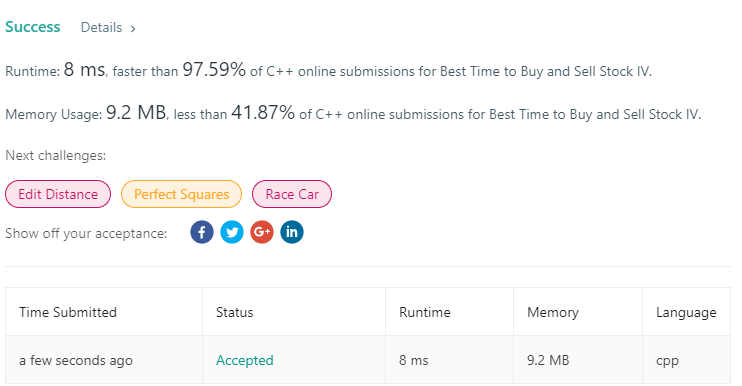 Success Details ›
Runtime: 8 ms, faster than 97.59% of C++ online submissions for Best Time to Buy and Sell Stock IV.
Memory Usage: 9.2 MB, less than 41.87% of C++ online submissions for Best Time to Buy and Sell Stock IV.
Next challenges:
Edit Distance Perfect Squares Race Car
Show off your acceptance: f G+ in
Time Submitted Status Runtime Memory Language
a few seconds ago Accepted 8 ms 9.2 MB cpp